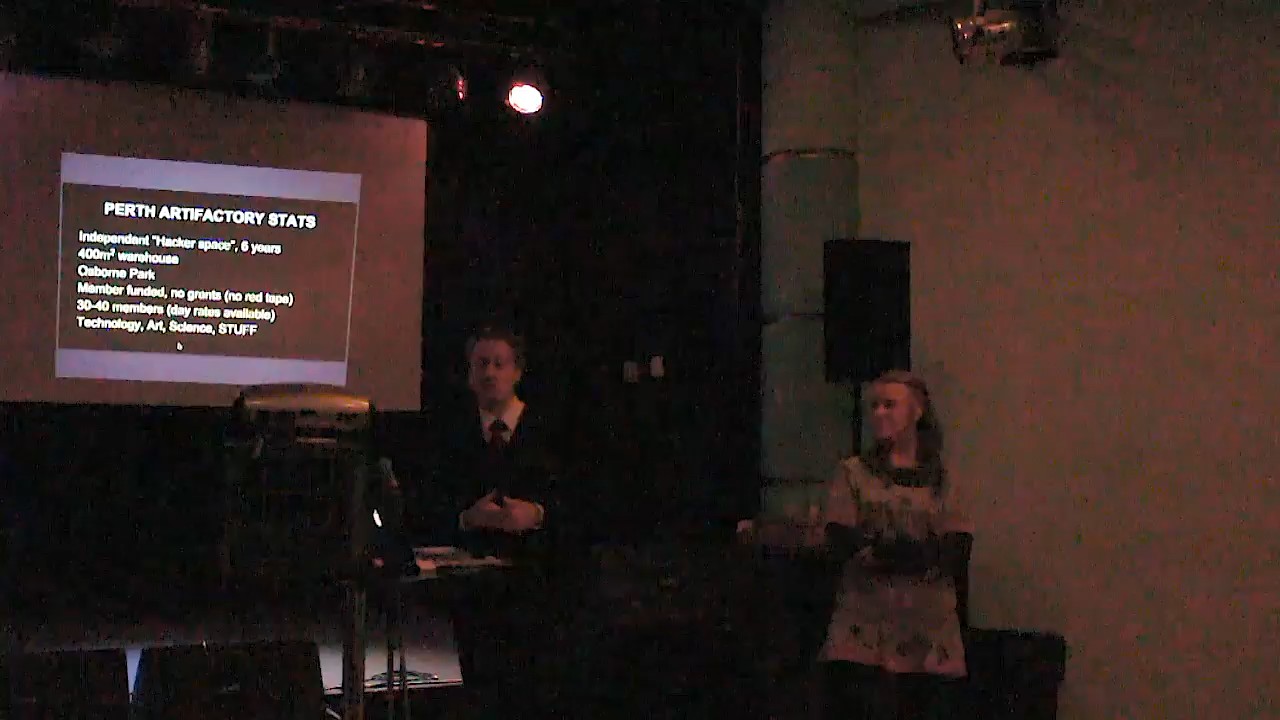 PERTH ARTIFACTORY STATS
Independent "Hacker space", 6 years
400m² warehouse
Osborne Park
Member funded, no grants (no red tape)
30-40 members (day rates available)
Technology, Art, Science, STUFF